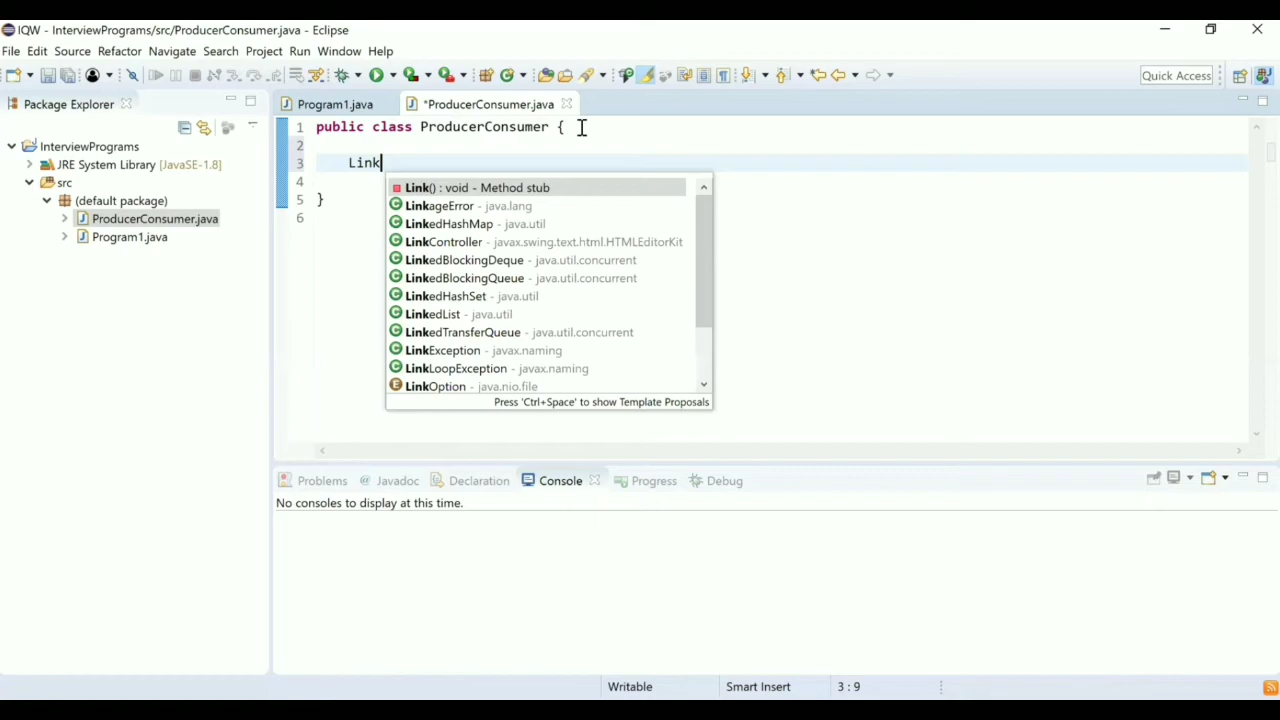 IQW - InterviewPrograms/src/ProducerConsumer.java - Eclipse
File Edit Source Refactor Navigate Search Project Run Window Help
Quick Access
Package Explorer
Program1.java
*ProducerConsumer.java
InterviewPrograms
JRE System Library [JavaSE-1.8]
src
(default package)
ProducerConsumer.java
Program1.java
1 public class ProducerConsumer {
2
3 Link
4
5 }
6
Link() : void - Method stub
LinkageError - java.lang
LinkedHashMap - java.util
LinkController - javax.swing.text.html.HTMLEditorKit
LinkedBlockingDeque - java.util.concurrent
LinkedBlockingQueue - java.util.concurrent
LinkedHashSet - java.util
LinkedList - java.util
LinkedTransferQueue - java.util.concurrent
LinkException - javax.naming
LinkLoopException - javax.naming
LinkOption - java.nio.file
Press 'Ctrl+Space' to show Template Proposals
Problems @ Javadoc Declaration Console Progress Debug
No consoles to display at this time.
Writable Smart Insert 3 : 9